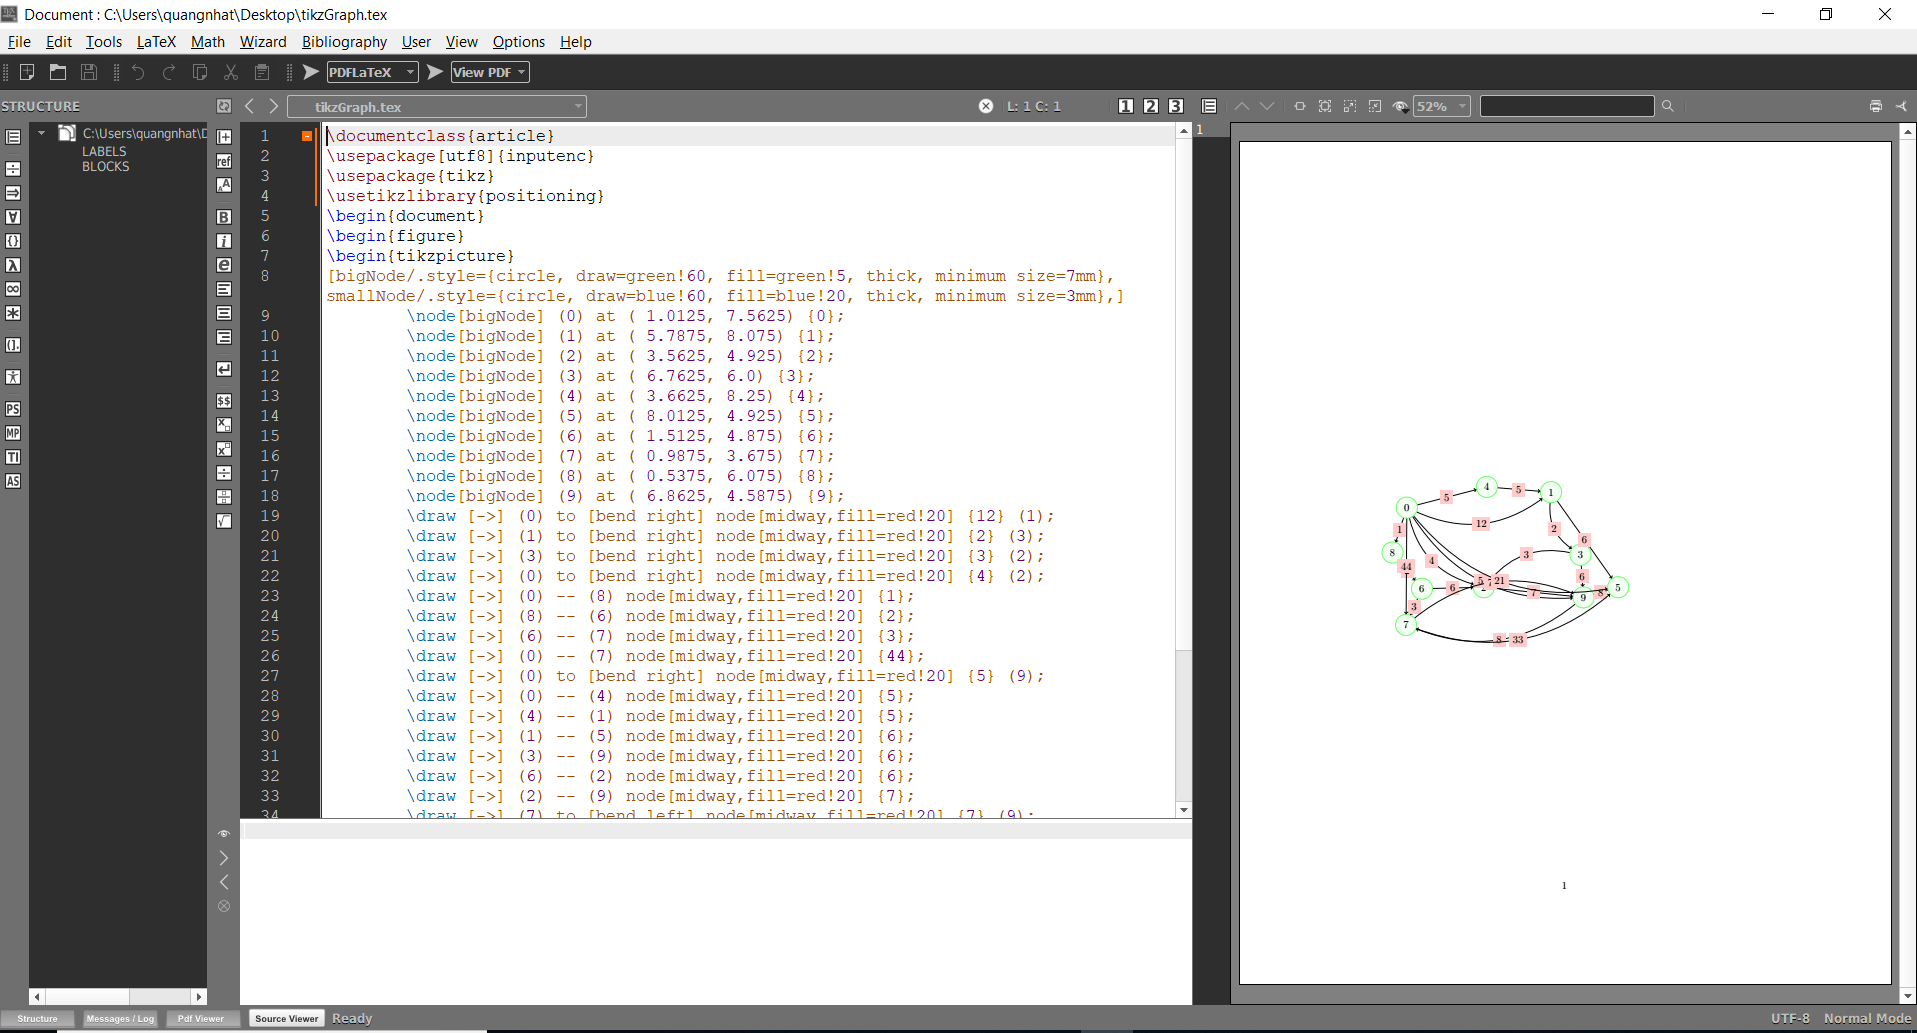 Document : C:\Users\quangnhat\Desktop\tikzGraph.tex
File Edit Tools LaTeX Math Wizard Bibliography User View Options Help
PDFLaTeX View PDF
STRUCTURE tikzGraph.tex L: 1 C: 1 1 2 3 52%
C:\Users\quangnhat\D
LABELS
BLOCKS
ref
B
i
e
PS
MP
TI
AS
$$
1 \documentclass{article}
2 \usepackage[utf8]{inputenc}
3 \usepackage{tikz}
4 \usetikzlibrary{positioning}
5 \begin{document}
6 \begin{figure}
7 \begin{tikzpicture}
8 [bigNode/.style={circle, draw=green!60, fill=green!5, thick, minimum size=7mm},
smallNode/.style={circle, draw=blue!60, fill=blue!20, thick, minimum size=3mm},]
9 \node[bigNode] (0) at ( 1.0125, 7.5625) {0};
10 \node[bigNode] (1) at ( 5.7875, 8.075) {1};
11 \node[bigNode] (2) at ( 3.5625, 4.925) {2};
12 \node[bigNode] (3) at ( 6.7625, 6.0) {3};
13 \node[bigNode] (4) at ( 3.6625, 8.25) {4};
14 \node[bigNode] (5) at ( 8.0125, 4.925) {5};
15 \node[bigNode] (6) at ( 1.5125, 4.875) {6};
16 \node[bigNode] (7) at ( 0.9875, 3.675) {7};
17 \node[bigNode] (8) at ( 0.5375, 6.075) {8};
18 \node[bigNode] (9) at ( 6.8625, 4.5875) {9};
19 \draw [->] (0) to [bend right] node[midway,fill=red!20] {12} (1);
20 \draw [->] (1) to [bend right] node[midway,fill=red!20] {2} (3);
21 \draw [->] (3) to [bend right] node[midway,fill=red!20] {3} (2);
22 \draw [->] (0) to [bend right] node[midway,fill=red!20] {4} (2);
23 \draw [->] (0) -- (8) node[midway,fill=red!20] {1};
24 \draw [->] (8) -- (6) node[midway,fill=red!20] {2};
25 \draw [->] (6) -- (7) node[midway,fill=red!20] {3};
26 \draw [->] (0) -- (7) node[midway,fill=red!20] {44};
27 \draw [->] (0) to [bend right] node[midway,fill=red!20] {5} (9);
28 \draw [->] (0) -- (4) node[midway,fill=red!20] {5};
29 \draw [->] (4) -- (1) node[midway,fill=red!20] {5};
30 \draw [->] (1) -- (5) node[midway,fill=red!20] {6};
31 \draw [->] (3) -- (9) node[midway,fill=red!20] {6};
32 \draw [->] (6) -- (2) node[midway,fill=red!20] {6};
33 \draw [->] (2) -- (9) node[midway,fill=red!20] {7};
34 \draw [->] (7) to [bend left] node[midway,fill=red!20] {7} (9);
1
5 4 5 1
0
12
1 2
6
8 3 3
4
44
6 6 5 7 21 6
2 7 9 8 5
3
7
8 33
1
Structure Messages / Log Pdf Viewer Source Viewer Ready UTF-8 Normal Mode